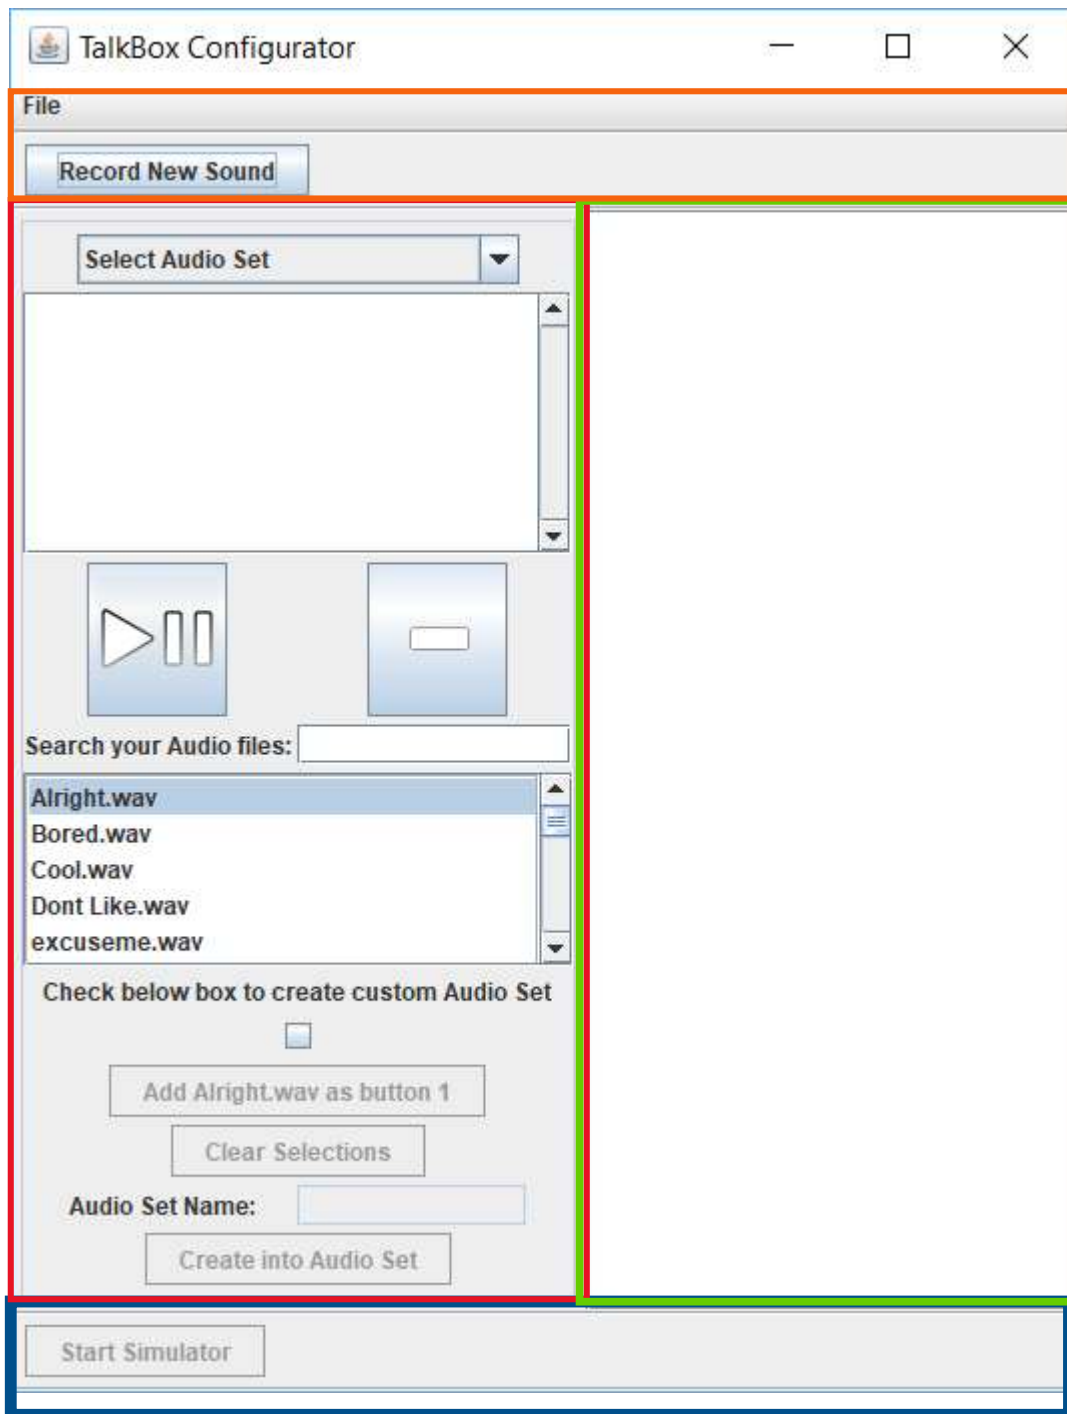 TalkBox Configurator
File
Record New Sound
Select Audio Set
Search your Audio files:
Alright.wav
Bored.wav
Cool.wav
Dont Like.wav
excuseme.wav
Check below box to create custom Audio Set
Add Alright.wav as button 1
Clear Selections
Audio Set Name:
Create into Audio Set
Start Simulator